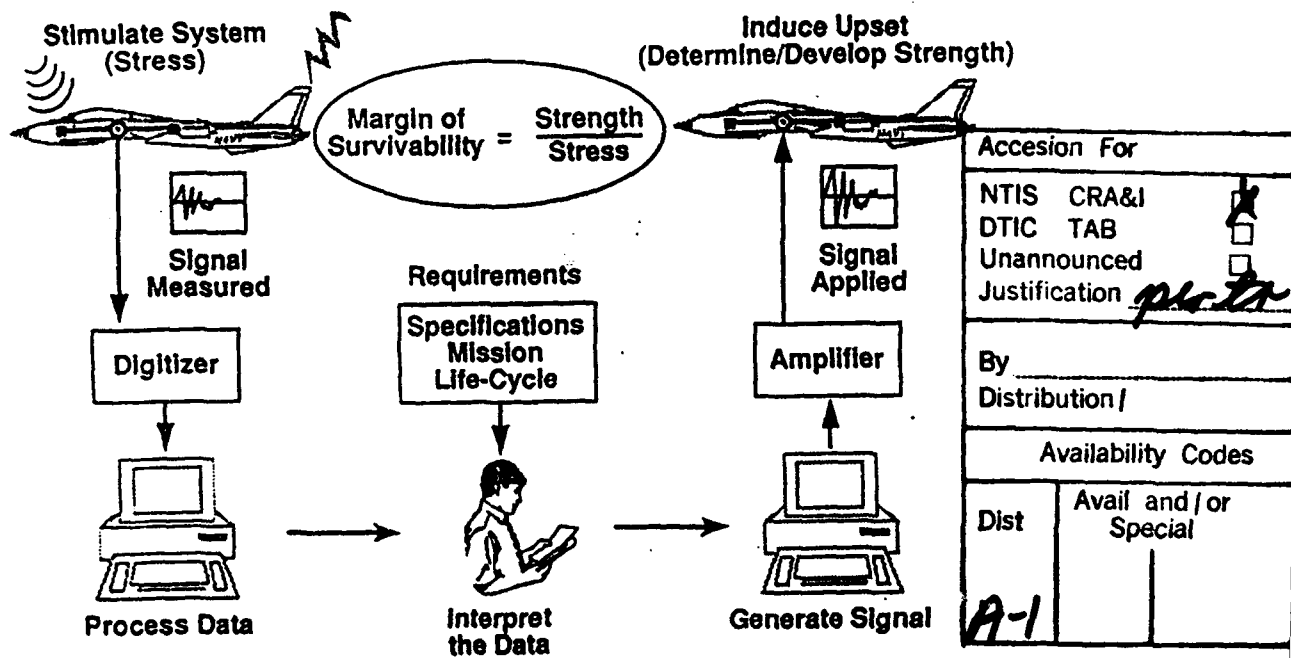 Stimulate System
(Stress)
Margin of
Survivability = Strength
Stress
Induce Upset
(Determine/Develop Strength)
Signal
Measured
Signal
Applied
Requirements
Specifications
Mission
Life-Cycle
Digitizer
Amplifier
Process Data
Interpret
the Data
Generate Signal
Accesion For
NTIS CRA&I
DTIC TAB
Unannounced
Justification
By
Distribution /
Availability Codes
Dist
Avail and / or
Special
A-1